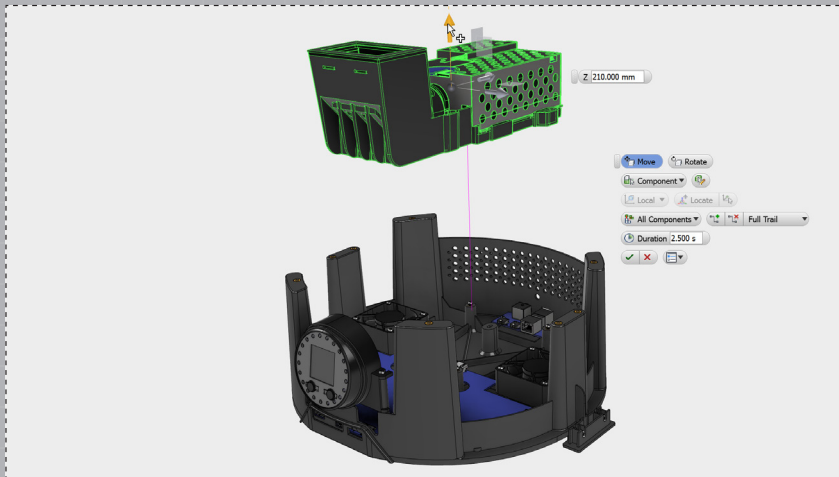 Z 210.000 mm
Move Rotate
Component
Local Locate
All Components Full Trail
Duration 2.500 s